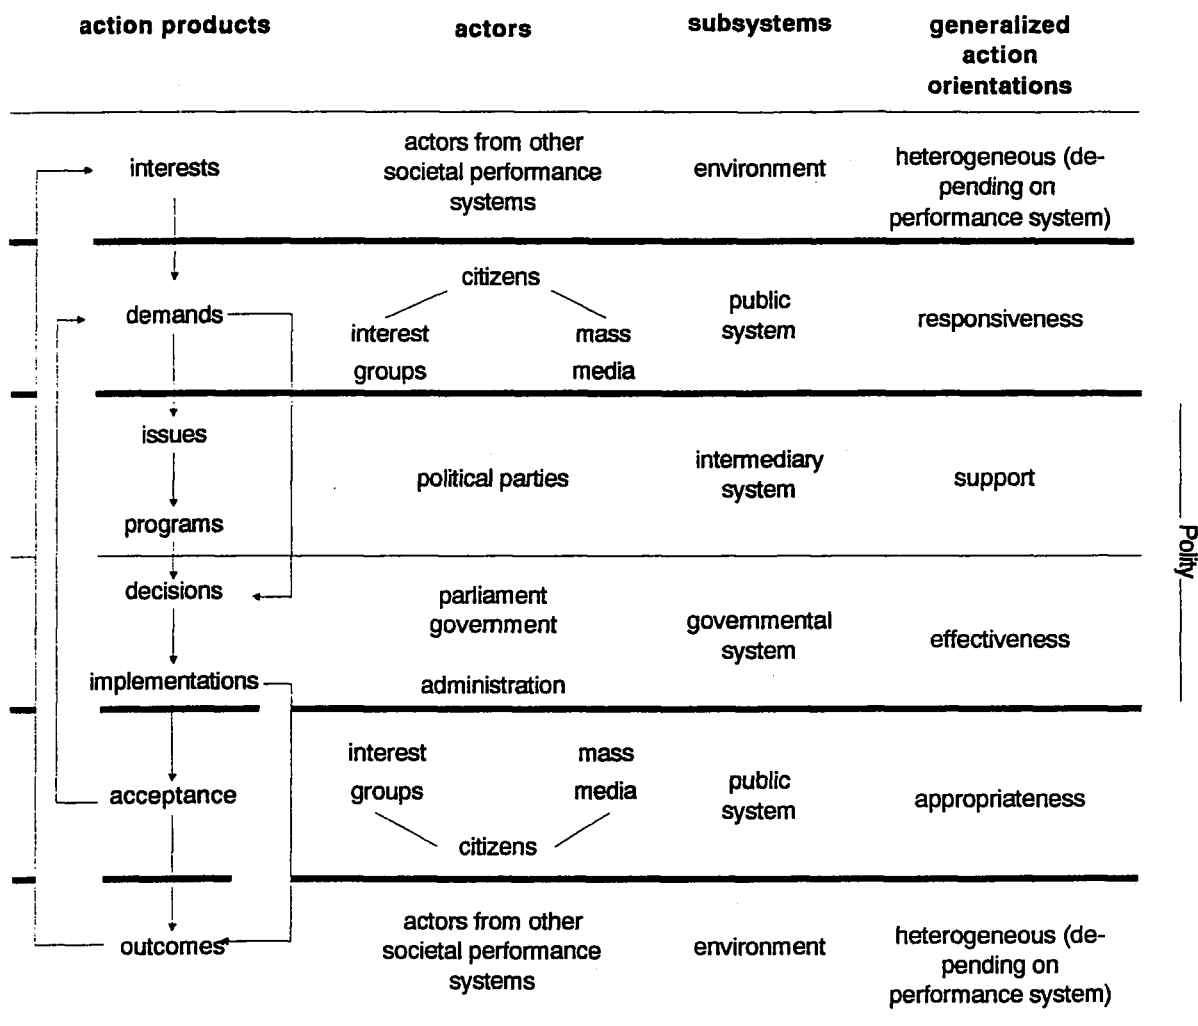 action products
actors
subsystems
generalized
action
orientations
interests
actors from other
societal performance
systems
environment
heterogeneous (de-
pending on
performance system)
demands
citizens
interest
groups
mass
media
public
system
responsiveness
issues
programs
political parties
intermediary
system
support
decisions
implementations
parliament
government
administration
governmental
system
effectiveness
Polity
acceptance
interest
groups
mass
media
citizens
public
system
appropriateness
outcomes
actors from other
societal performance
systems
environment
heterogeneous (de-
pending on
performance system)